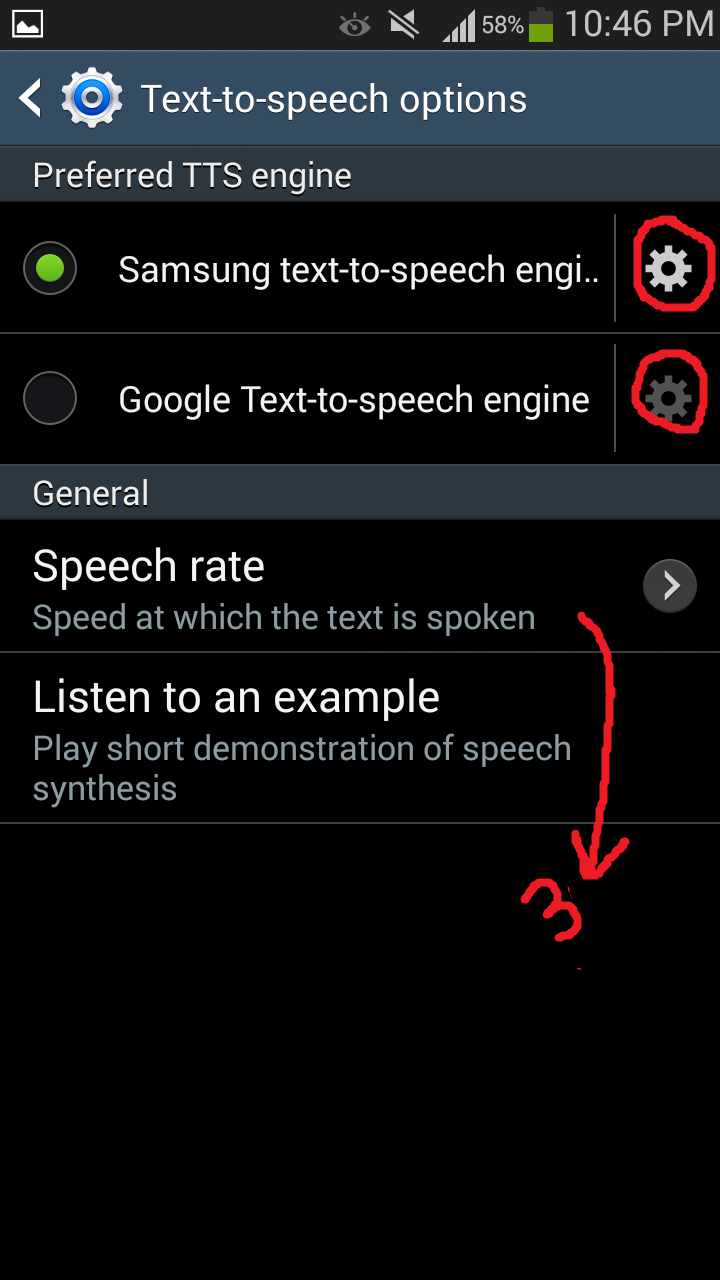 58% 10:46 PM
Text-to-speech options
Preferred TTS engine
Samsung text-to-speech engi..
Google Text-to-speech engine
General
Speech rate
Speed at which the text is spoken
Listen to an example
Play short demonstration of speech
synthesis
3